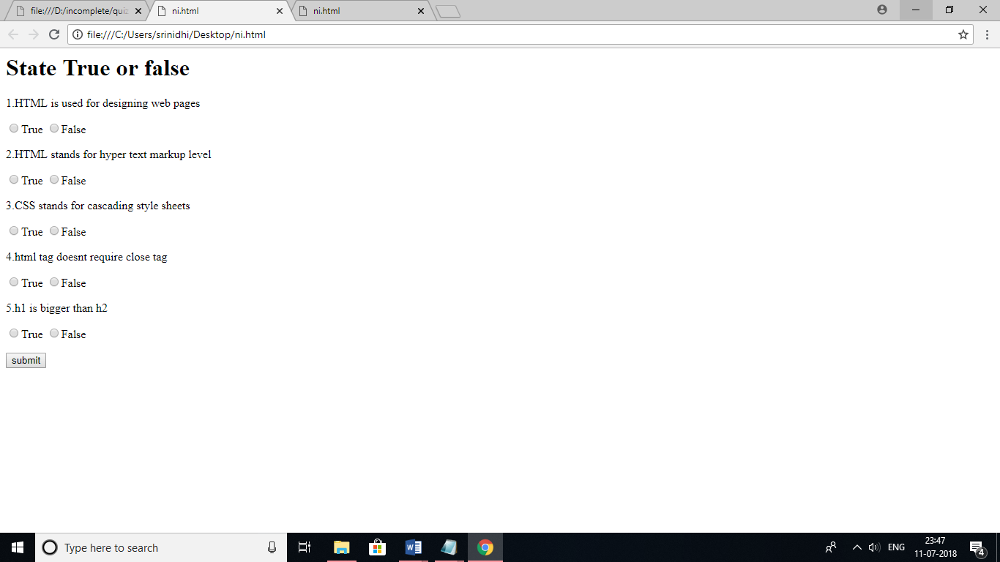 file:///D:/incomplete/quiz
ni.html
ni.html
file:///C:/Users/srinidhi/Desktop/ni.html
State True or false
1.HTML is used for designing web pages
True False
2.HTML stands for hyper text markup level
True False
3.CSS stands for cascading style sheets
True False
4.html tag doesnt require close tag
True False
5.h1 is bigger than h2
True False
submit
Type here to search
ENG
23:47
11-07-2018
4